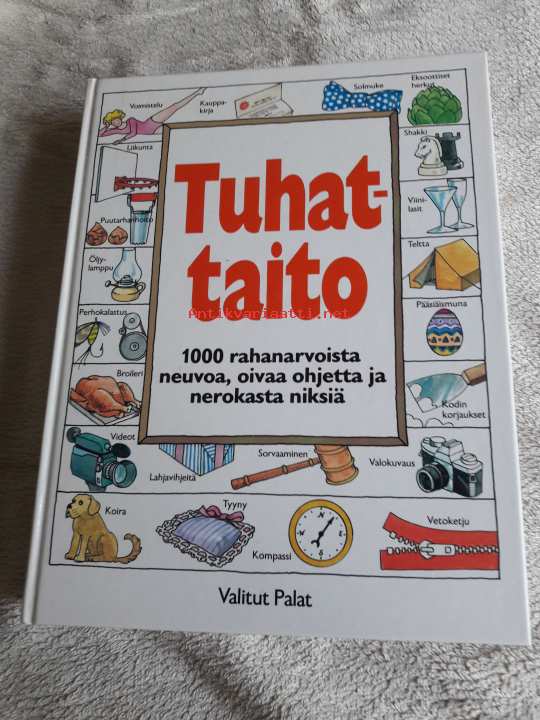 Voimistelu
Kauppa-
kirja
Solmuke
Eksoottiset
herkut
Liikunta
Shakki
Tuhat-
taito
Puutarhanhoito
Viini-
lasit
Öljy-
lamppu
Teltta
Perhokalastus
Pääsiäismuna
Antikvariaatti.net
1000 rahanarvoista
neuvoa, oivaa ohjetta ja
nerokasta niksiä
Broileri
Kodin
korjaukset
Videot
Lahjavihjeitä
Sorvaaminen
Valokuvaus
Koira
Tyyny
Kompassi
Vetoketju
Valitut Palat